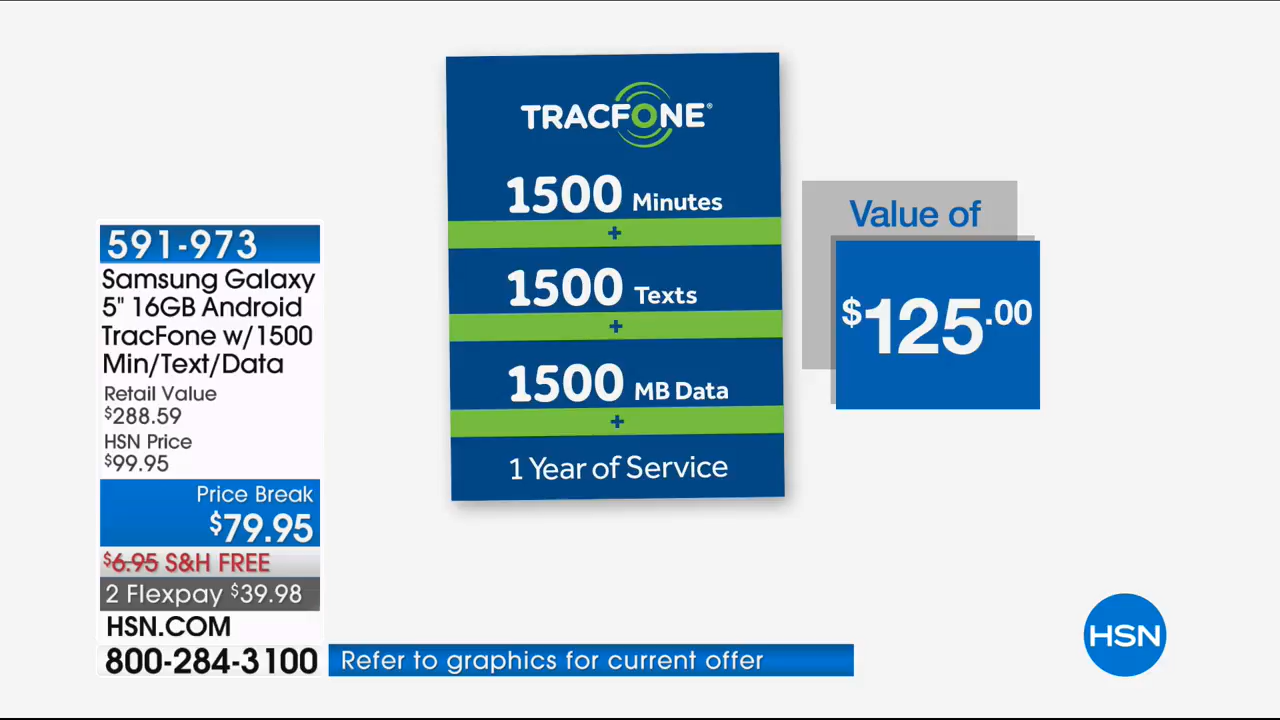 TRACFONE®
1500 Minutes
+
1500 Texts
+
1500 MB Data
+
1 Year of Service
Value of
$125.00
591-973
Samsung Galaxy
5" 16GB Android
TracFone w/1500
Min/Text/Data
Retail Value
$288.59
HSN Price
$99.95
Price Break
$79.95
$6.95 S&H FREE
2 Flexpay $39.98
HSN.COM
800-284-3100
Refer to graphics for current offer
HSN